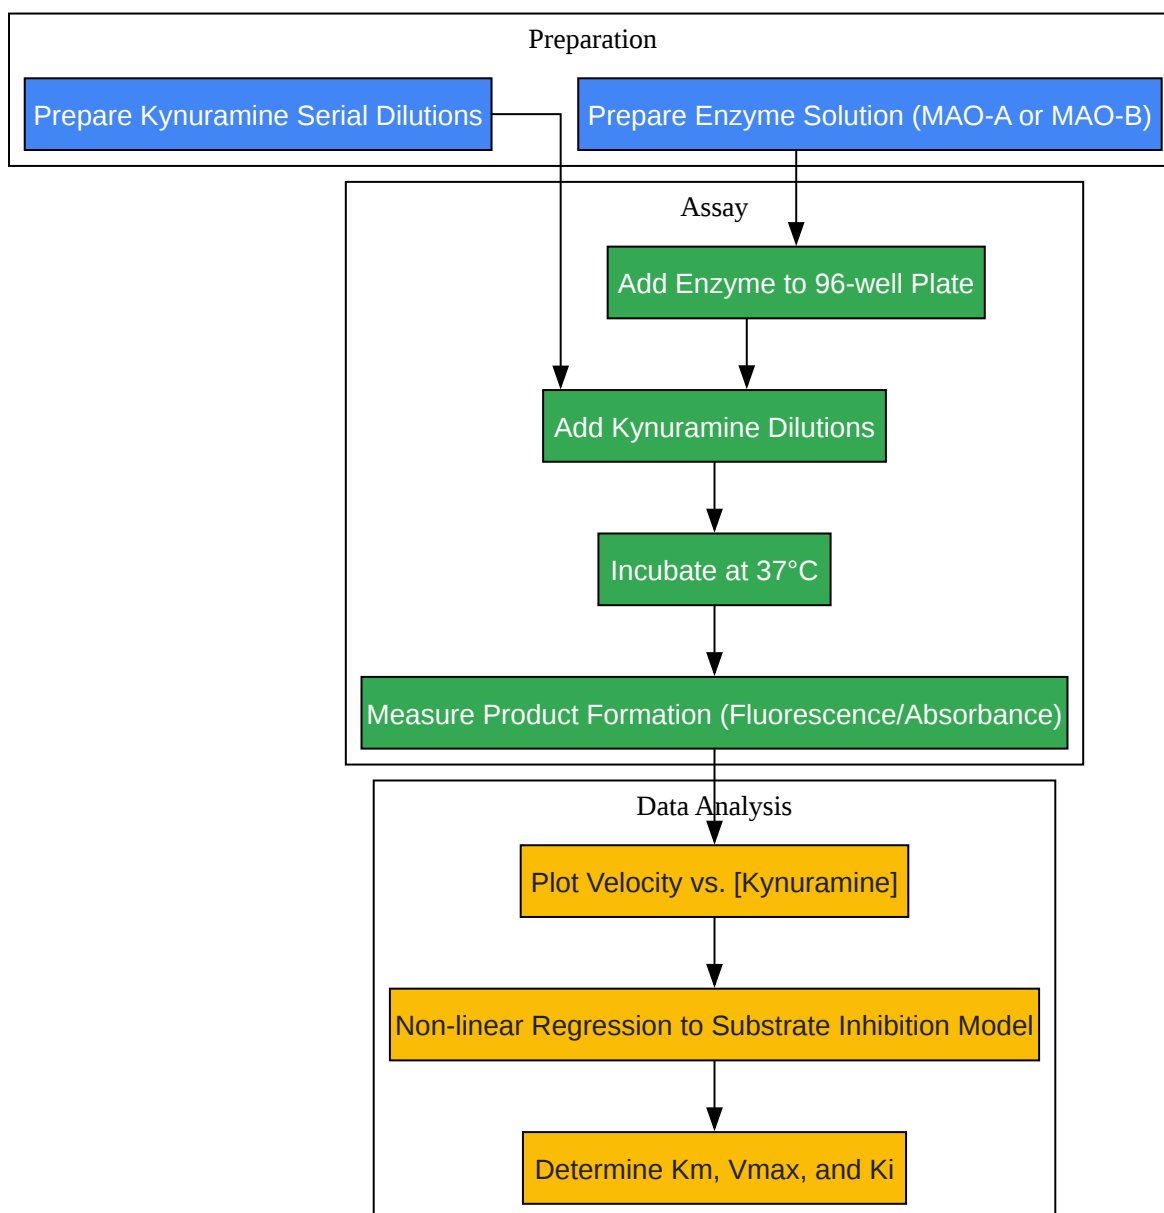 Preparation
Prepare Kynuramine Serial Dilutions
Prepare Enzyme Solution (MAO-A or MAO-B)
Assay
Add Enzyme to 96-well Plate
Add Kynuramine Dilutions
Incubate at 37°C
Measure Product Formation (Fluorescence/Absorbance)
Data Analysis
Plot Velocity vs. [Kynuramine]
Non-linear Regression to Substrate Inhibition Model
Determine Km, Vmax, and Ki